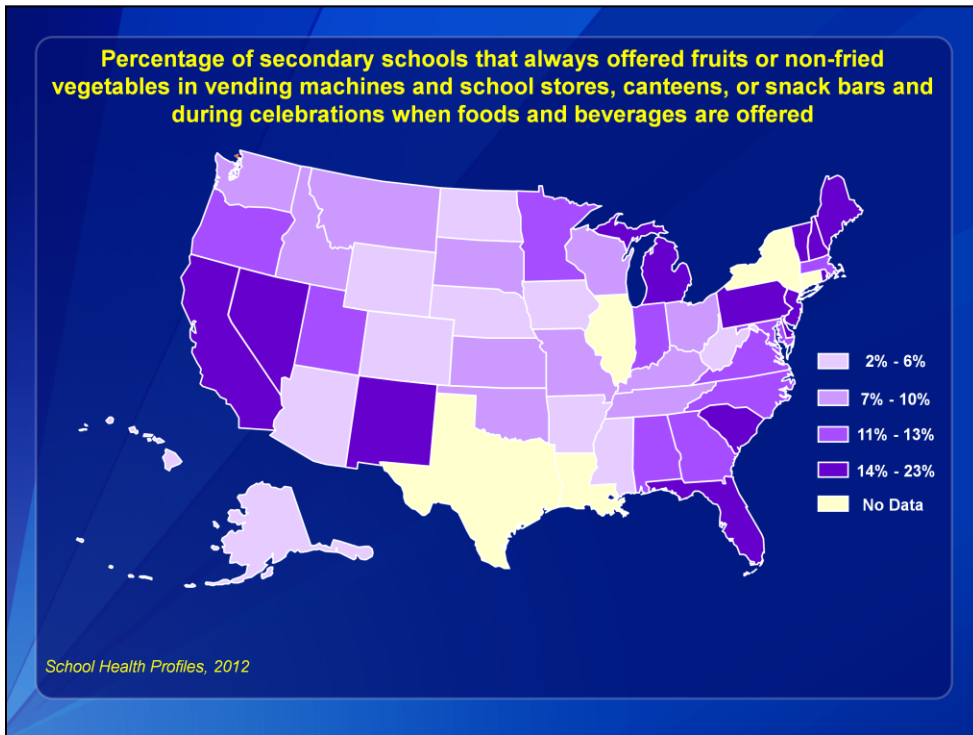 Percentage of secondary schools that always offered fruits or non-fried
vegetables in vending machines and school stores, canteens, or snack bars and
during celebrations when foods and beverages are offered
2% - 6%
7% - 10%
11% - 13%
14% - 23%
No Data
School Health Profiles, 2012